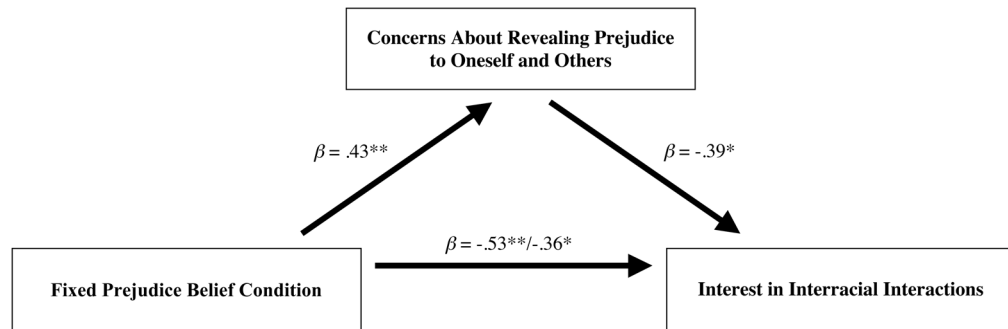 Concerns About Revealing Prejudice
to Oneself and Others
β = .43**
β = -.39*
β = -.53**/-.36*
Fixed Prejudice Belief Condition
Interest in Interracial Interactions